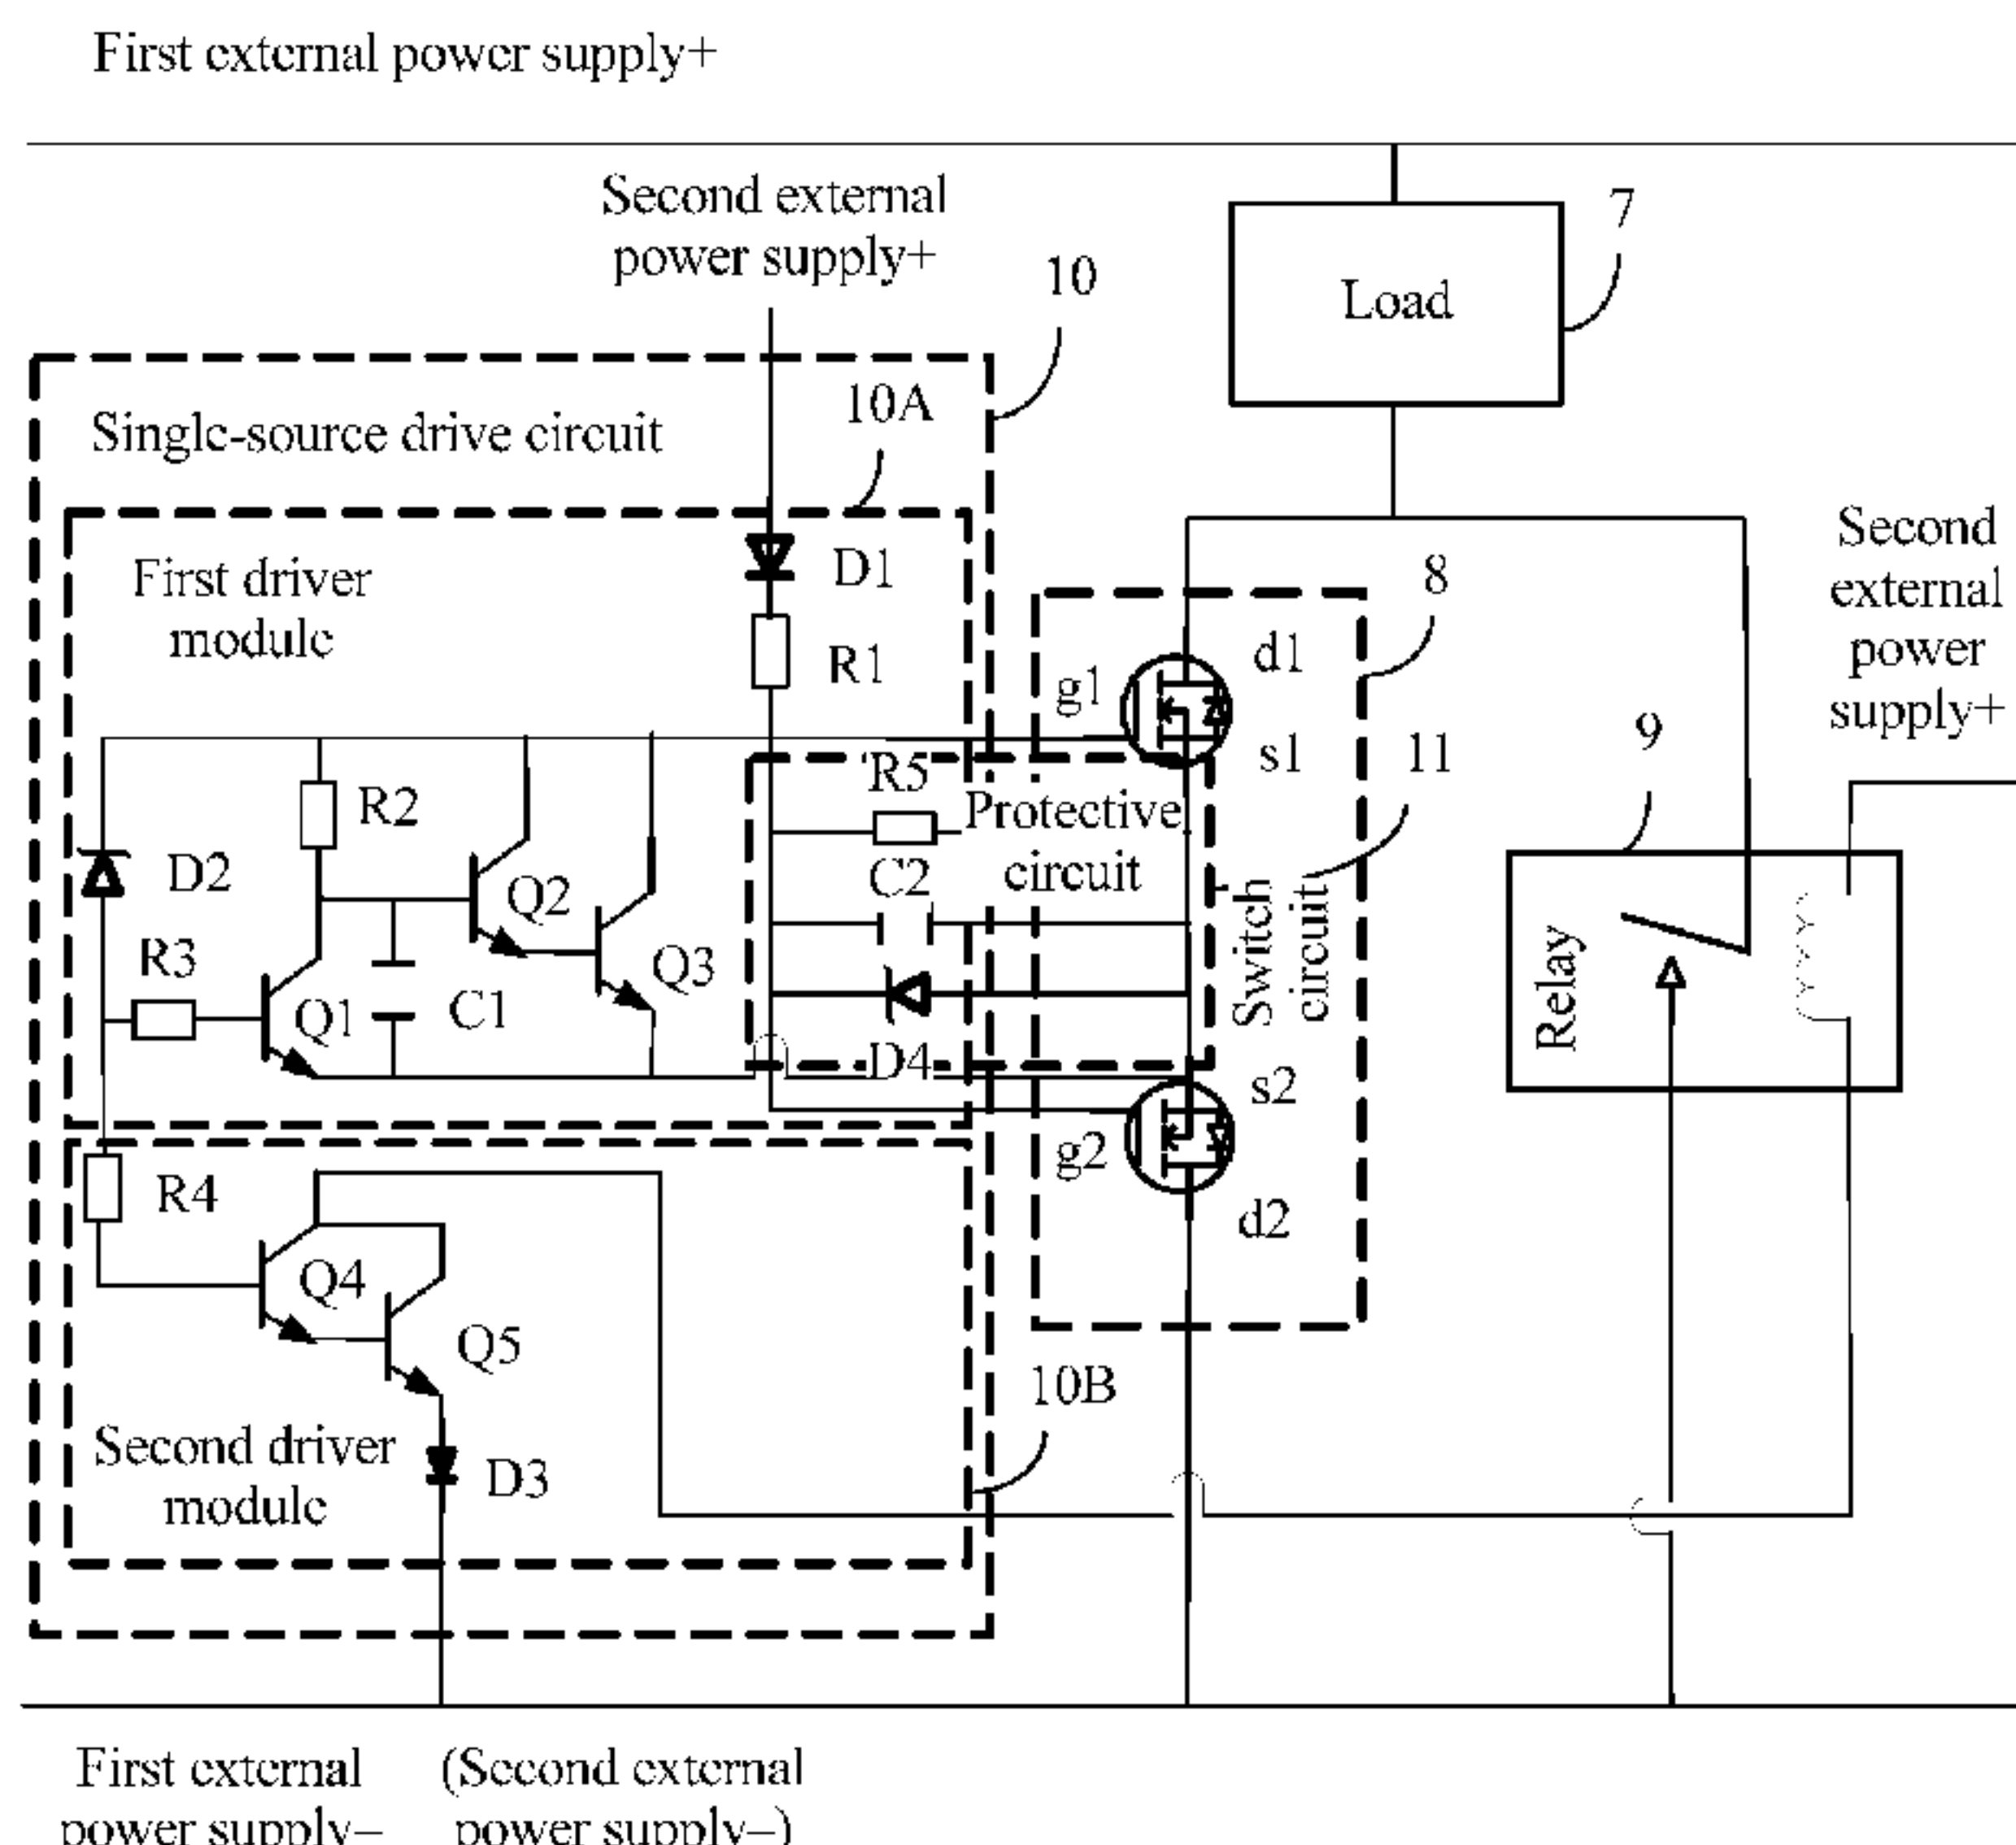 First external power supply+
Second external
power supply+
10
7
Load
Single-source drive circuit
10A
First driver
module
D1
R1
8
d1
g1
s1
11
Second
external
power
supply+
9
R5
Protective
circuit
R2
D2
C2
Q2
R3
Q3
Q1
C1
Switch
circuit
Relay
D4
s2
g2
d2
R4
Q4
Q5
10B
Second driver
module
D3
First external
power supply–
(Second external
power supply–)